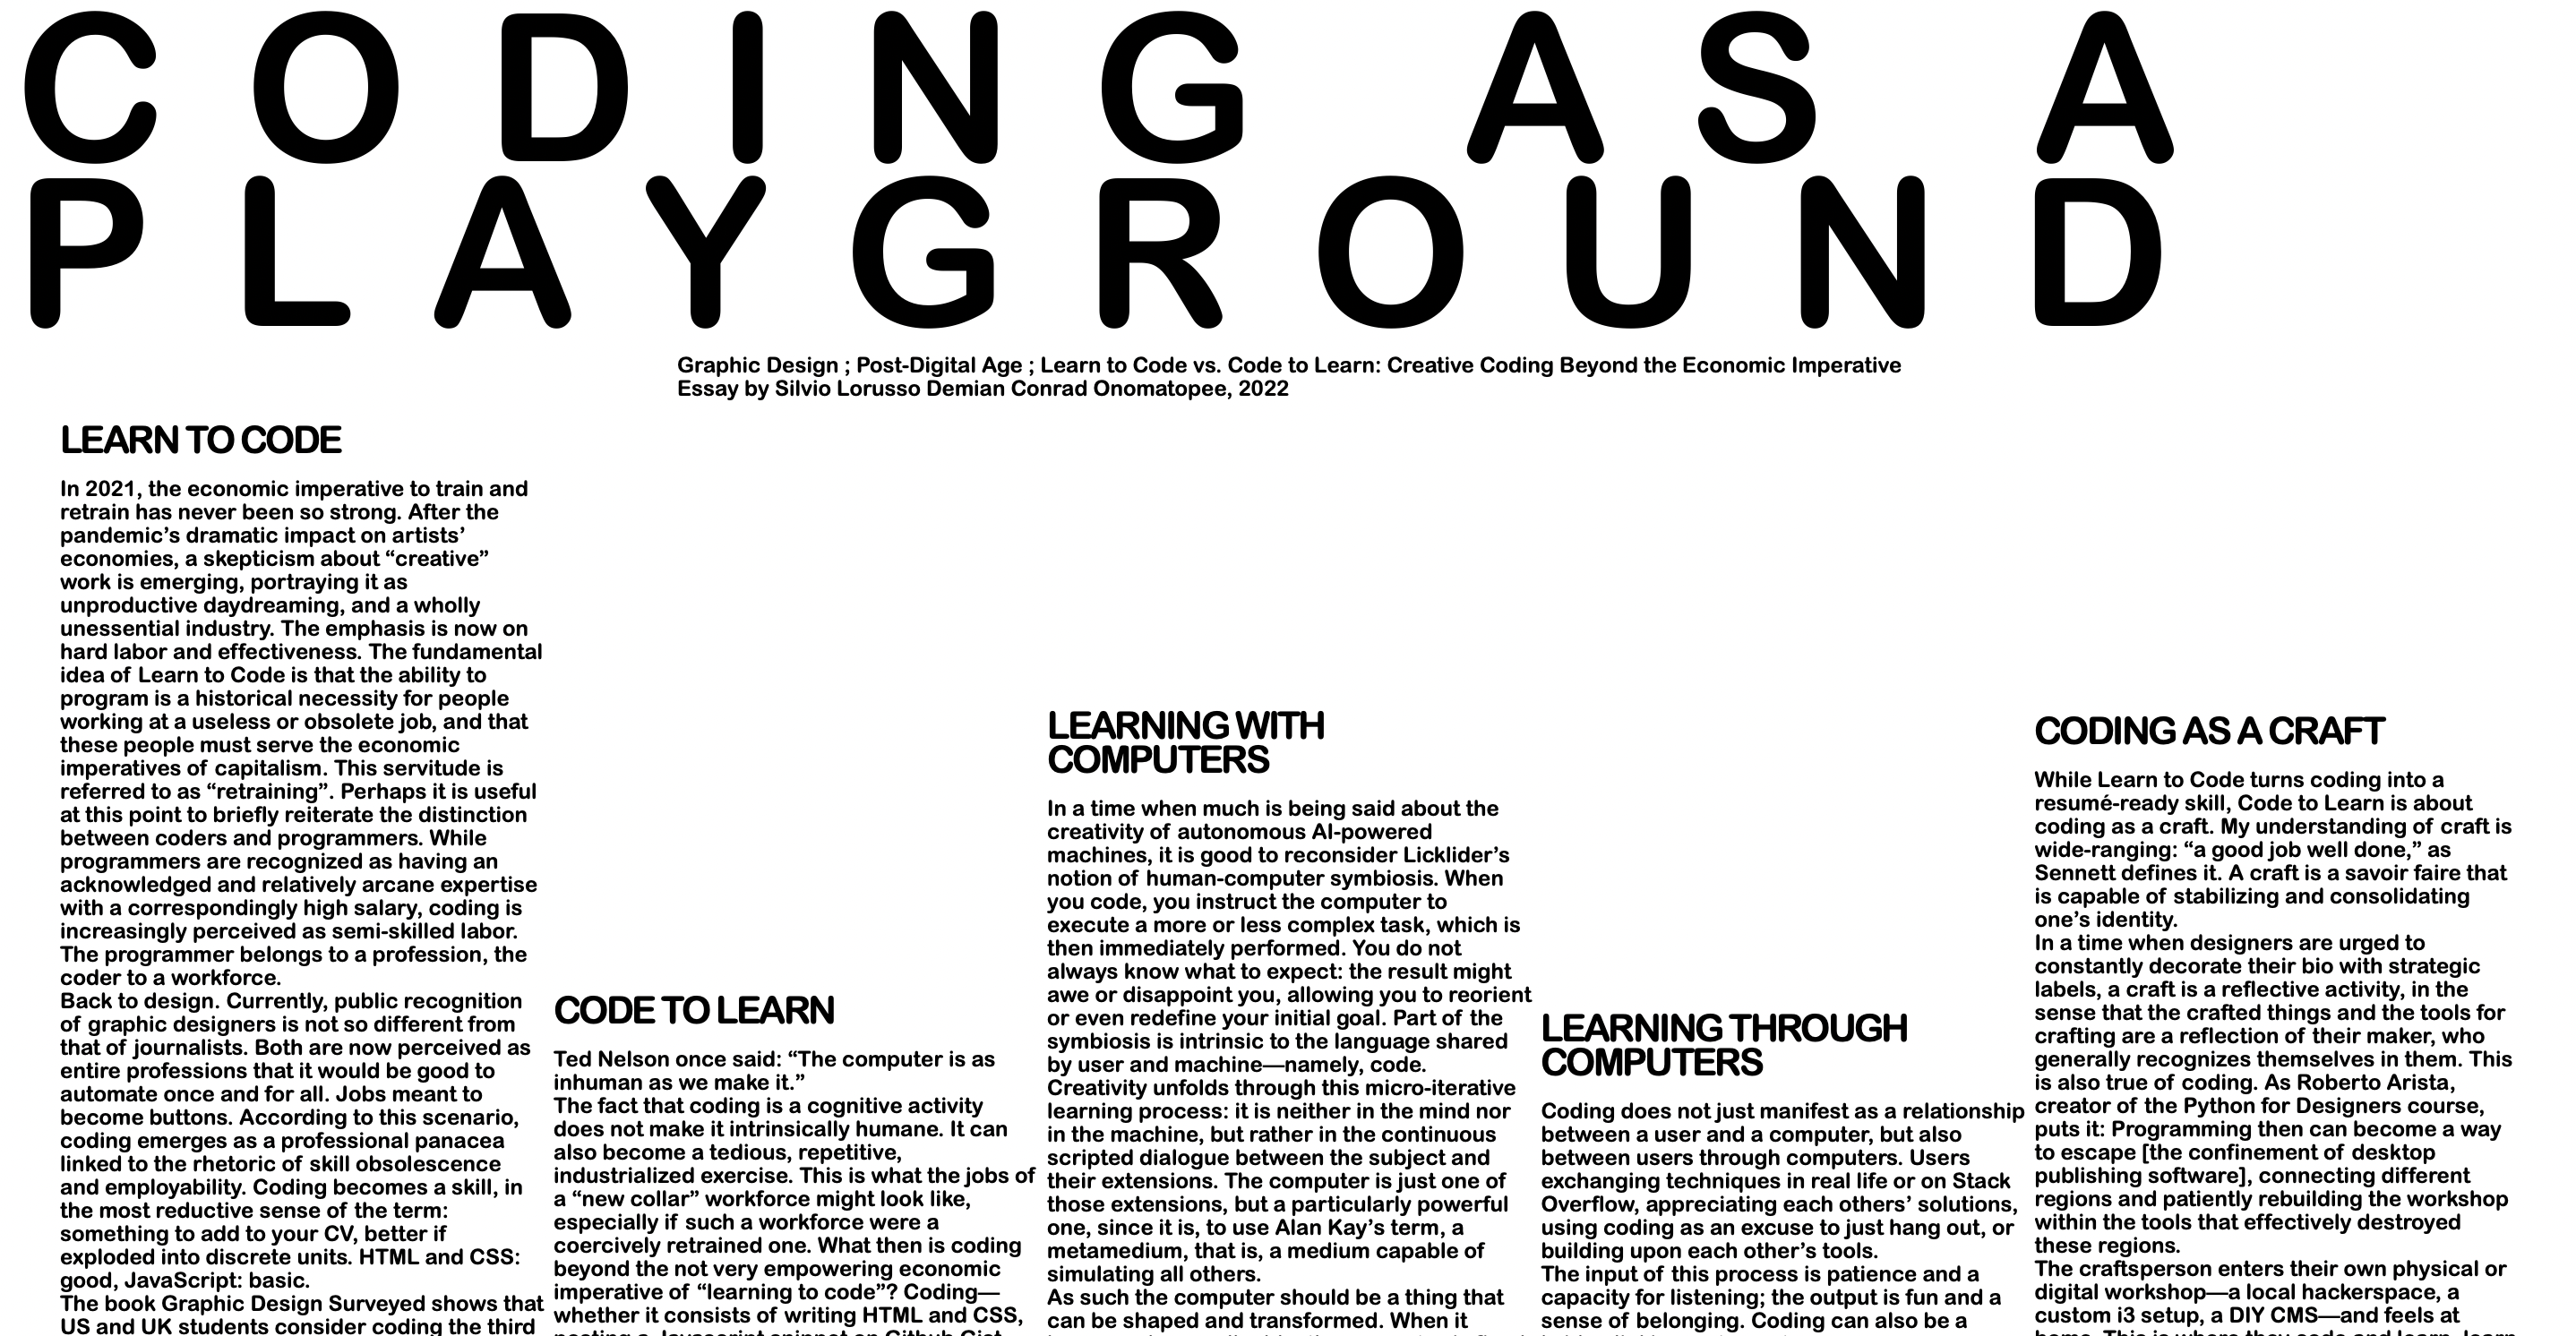 CODING AS A
PLAYGROUND
Graphic Design ; Post-Digital Age ; Learn to Code vs. Code to Learn: Creative Coding Beyond the Economic Imperative
Essay by Silvio Lorusso Demian Conrad Onomatopee, 2022
LEARN TO CODE
In 2021, the economic imperative to train and
retrain has never been so strong. After the
pandemic’s dramatic impact on artists’
economies, a skepticism about “creative”
work is emerging, portraying it as
unproductive daydreaming, and a wholly
unessential industry. The emphasis is now on
hard labor and effectiveness. The fundamental
idea of Learn to Code is that the ability to
program is a historical necessity for people
working at a useless or obsolete job, and that
these people must serve the economic
imperatives of capitalism. This servitude is
referred to as “retraining”. Perhaps it is useful
at this point to briefly reiterate the distinction
between coders and programmers. While
programmers are recognized as having an
acknowledged and relatively arcane expertise
with a correspondingly high salary, coding is
increasingly perceived as semi-skilled labor.
The programmer belongs to a profession, the
coder to a workforce.
Back to design. Currently, public recognition
of graphic designers is not so different from
that of journalists. Both are now perceived as
entire professions that it would be good to
automate once and for all. Jobs meant to
become buttons. According to this scenario,
coding emerges as a professional panacea
linked to the rhetoric of skill obsolescence
and employability. Coding becomes a skill, in
the most reductive sense of the term:
something to add to your CV, better if
exploded into discrete units. HTML and CSS:
good, JavaScript: basic.
The book Graphic Design Surveyed shows that
US and UK students consider coding the third
CODE TO LEARN
Ted Nelson once said: “The computer is as
inhuman as we make it.”
The fact that coding is a cognitive activity
does not make it intrinsically humane. It can
also become a tedious, repetitive,
industrialized exercise. This is what the jobs of
a “new collar” workforce might look like,
especially if such a workforce were a
coercively retrained one. What then is coding
beyond the not very empowering economic
imperative of “learning to code”? Coding—
whether it consists of writing HTML and CSS,
LEARNING WITH
COMPUTERS
In a time when much is being said about the
creativity of autonomous AI-powered
machines, it is good to reconsider Licklider’s
notion of human-computer symbiosis. When
you code, you instruct the computer to
execute a more or less complex task, which is
then immediately performed. You do not
always know what to expect: the result might
awe or disappoint you, allowing you to reorient
or even redefine your initial goal. Part of the
symbiosis is intrinsic to the language shared
by user and machine—namely, code.
Creativity unfolds through this micro-iterative
learning process: it is neither in the mind nor
in the machine, but rather in the continuous
scripted dialogue between the subject and
their extensions. The computer is just one of
those extensions, but a particularly powerful
one, since it is, to use Alan Kay’s term, a
metamedium, that is, a medium capable of
simulating all others.
As such the computer should be a thing that
can be shaped and transformed. When it
LEARNING THROUGH
COMPUTERS
Coding does not just manifest as a relationship
between a user and a computer, but also
between users through computers. Users
exchanging techniques in real life or on Stack
Overflow, appreciating each others’ solutions,
using coding as an excuse to just hang out, or
building upon each other’s tools.
The input of this process is patience and a
capacity for listening; the output is fun and a
sense of belonging. Coding can also be a
CODING AS A CRAFT
While Learn to Code turns coding into a
resumé-ready skill, Code to Learn is about
coding as a craft. My understanding of craft is
wide-ranging: “a good job well done,” as
Sennett defines it. A craft is a savoir faire that
is capable of stabilizing and consolidating
one’s identity.
In a time when designers are urged to
constantly decorate their bio with strategic
labels, a craft is a reflective activity, in the
sense that the crafted things and the tools for
crafting are a reflection of their maker, who
generally recognizes themselves in them. This
is also true of coding. As Roberto Arista,
creator of the Python for Designers course,
puts it: Programming then can become a way
to escape [the confinement of desktop
publishing software], connecting different
regions and patiently rebuilding the workshop
within the tools that effectively destroyed
these regions.
The craftsperson enters their own physical or
digital workshop—a local hackerspace, a
custom i3 setup, a DIY CMS—and feels at